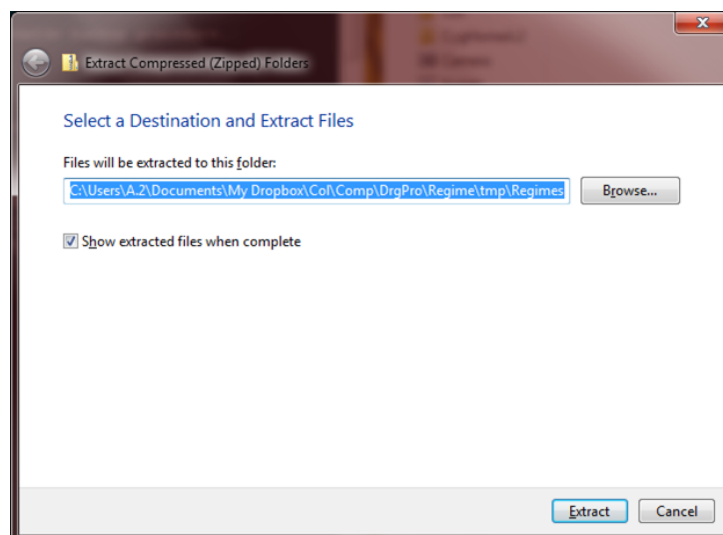 Extract Compressed (Zipped) Folders
Select a Destination and Extract Files
Files will be extracted to this folder:
C:\Users\A.2\Documents\My Dropbox\Col\Comp\DrgPro\Regime\tmp\Regimes
Browse...
Show extracted files when complete
Extract
Cancel